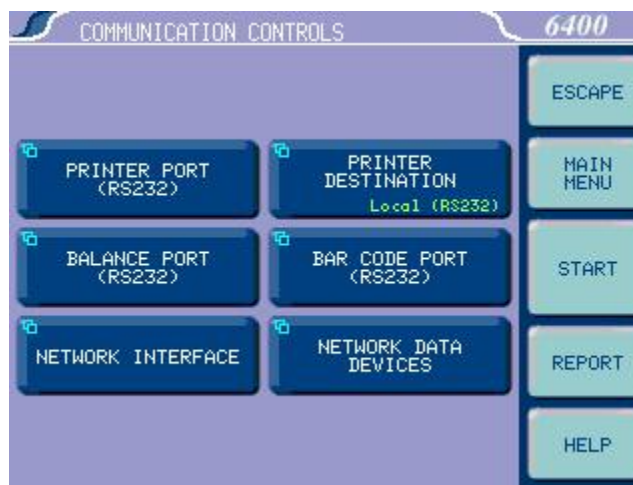 COMMUNICATION CONTROLS
6400
ESCAPE
PRINTER PORT
(RS232)
PRINTER
DESTINATION
Local (RS232)
MAIN
MENU
BALANCE PORT
(RS232)
BAR CODE PORT
(RS232)
START
NETWORK INTERFACE
NETWORK DATA
DEVICES
REPORT
HELP